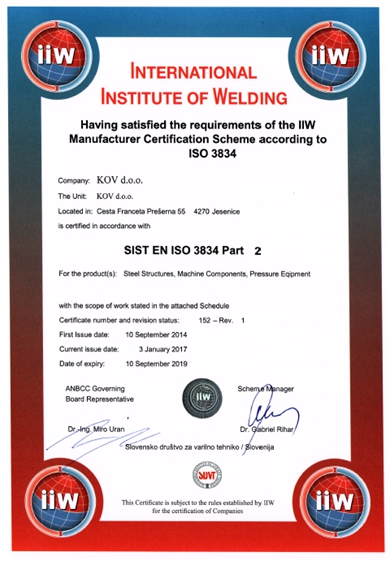 iiw
iiw
INTERNATIONAL
INSTITUTE OF WELDING
Having satisfied the requirements of the IIW
Manufacturer Certification Scheme according to
ISO 3834
Company: KOV d.o.o.
The Unit: KOV d.o.o.
Located in: Cesta Franceta Prešerna 55 4270 Jesenice
is certified in accordance with
SIST EN ISO 3834 Part 2
For the product(s): Steel Structures, Machine Components, Pressure Eqipment
with the scope of work stated in the attached Schedule
Certificate number and revision status: 152 – Rev. 1
First Issue date: 10 September 2014
Current issue date: 3 January 2017
Date of expiry: 10 September 2019
ANBCC Governing
Board Representative
iiw
Scheme Manager
Dr.-Ing. Miro Uran
Dr. Gabriel Rihar
Slovensko društvo za varilno tehniko / Slovenija
iiw
iiw
This Certificate is subject to the rules established by IIW
for the certification of Companies